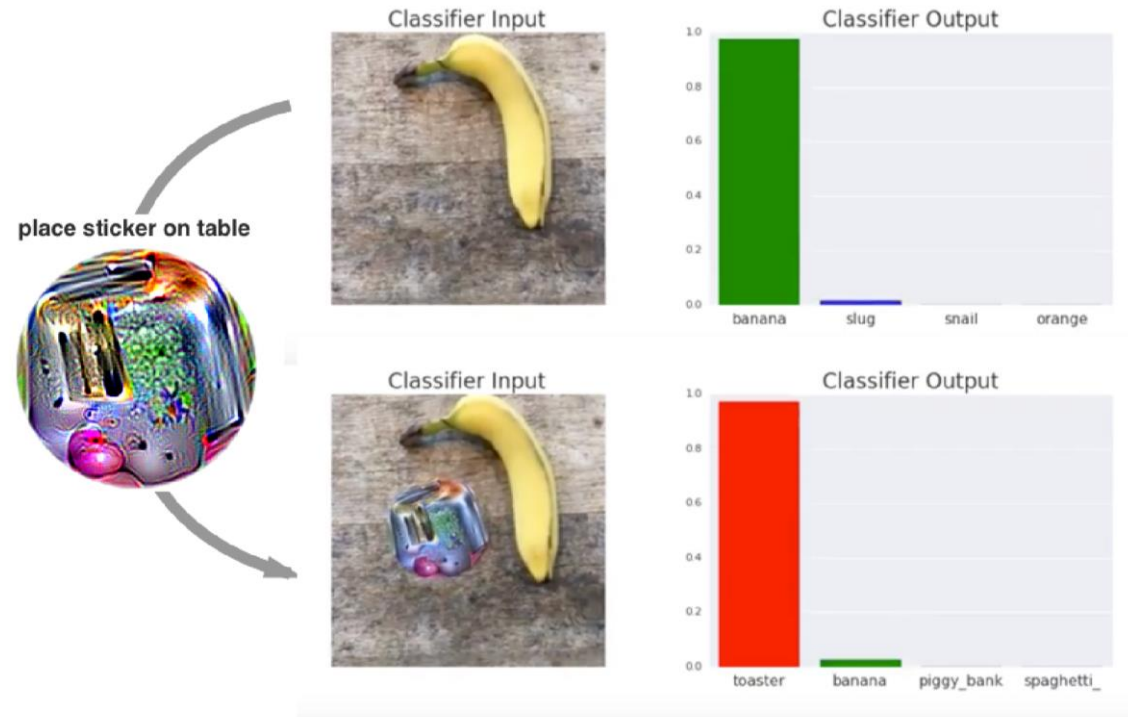 Classifier Input
Classifier Output
1.0
0.8
0.6
0.4
0.2
0.0
banana slug snail orange
place sticker on table
Classifier Input
Classifier Output
1.0
0.8
0.6
0.4
0.2
0.0
toaster banana piggy_bank spaghetti_